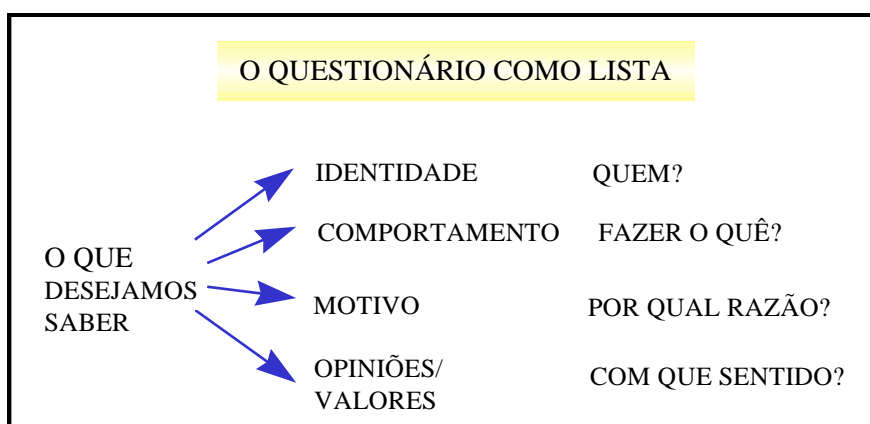 O QUESTIONÁRIO COMO LISTA
IDENTIDADE QUEM?
COMPORTAMENTO FAZER O QUÊ?
O QUE
DESEJAMOS
SABER
MOTIVO POR QUAL RAZÃO?
OPINIÕES/
VALORES
COM QUE SENTIDO?